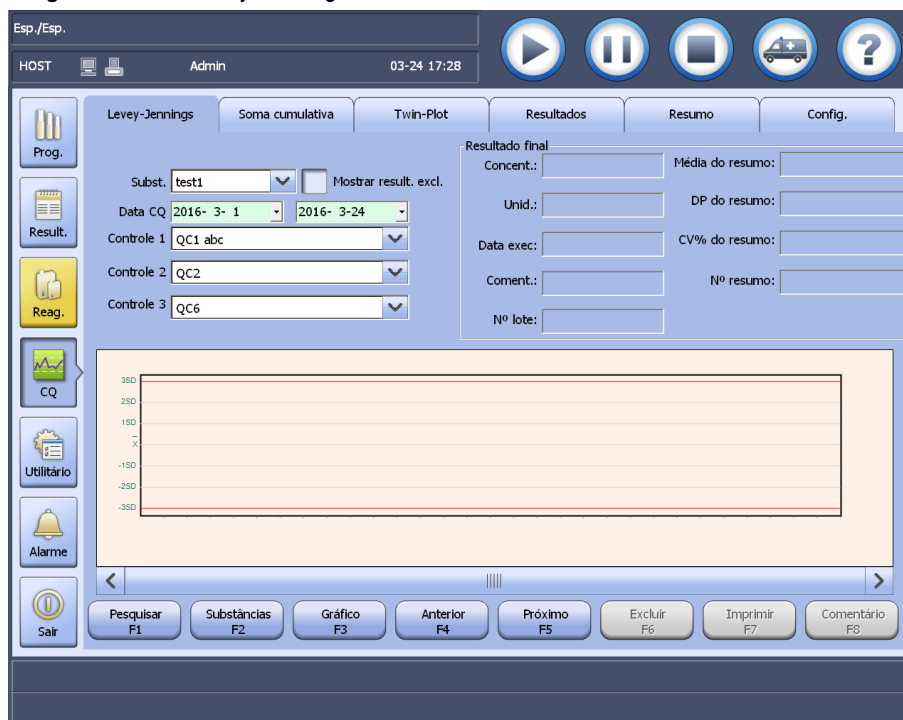 Esp./Esp.
HOST Admin 03-24 17:28
?
Prog.
Result.
Reag.
CQ
Utilitário
Alarme
Sair
Levey-Jennings Soma cumulativa Twin-Plot Resultados Resumo Config.
Subst. test1 Mostrar result. excl.
Data CQ 2016- 3- 1 2016- 3-24
Controle 1 QC1 abc
Controle 2 QC2
Controle 3 QC6
Resultado final
Concent.: Média do resumo:
Unid.: DP do resumo:
Data exec: CV% do resumo:
Coment.: Nº resumo:
Nº lote:
3SD
2SD
1SD
X̄
-1SD
-2SD
-3SD
Pesquisar Substâncias Gráfico Anterior Próximo Excluir Imprimir Comentário
F1 F2 F3 F4 F5 F6 F7 F8